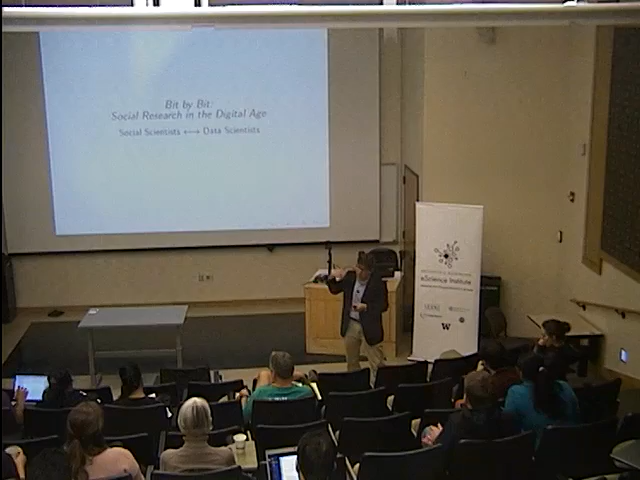 Bit by Bit:
Social Research in the Digital Age
Social Scientists ⟷ Data Scientists
eScience Institute
W